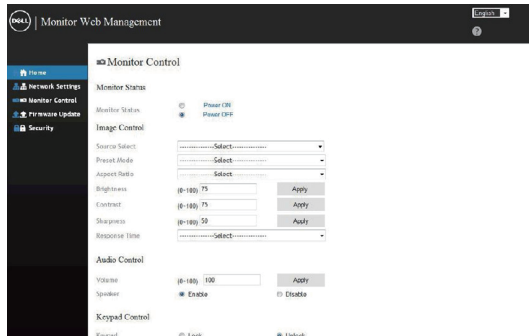 DELL
Monitor Web Management
English
?
Home
Network Settings
Monitor Control
Firmware Update
Security
Monitor Control
Monitor Status
Monitor Status
Power ON
Power OFF
Image Control
Source Select ---------------Select---------------
Preset Mode ---------------Select---------------
Aspect Ratio ---------------Select---------------
Brightness (0~100) 75 Apply
Contrast (0~100) 75 Apply
Sharpness (0~100) 50 Apply
Response Time ---------------Select---------------
Audio Control
Volume (0~100) 100 Apply
Speaker Enable Disable
Keypad Control
Keypad Lock Unlock